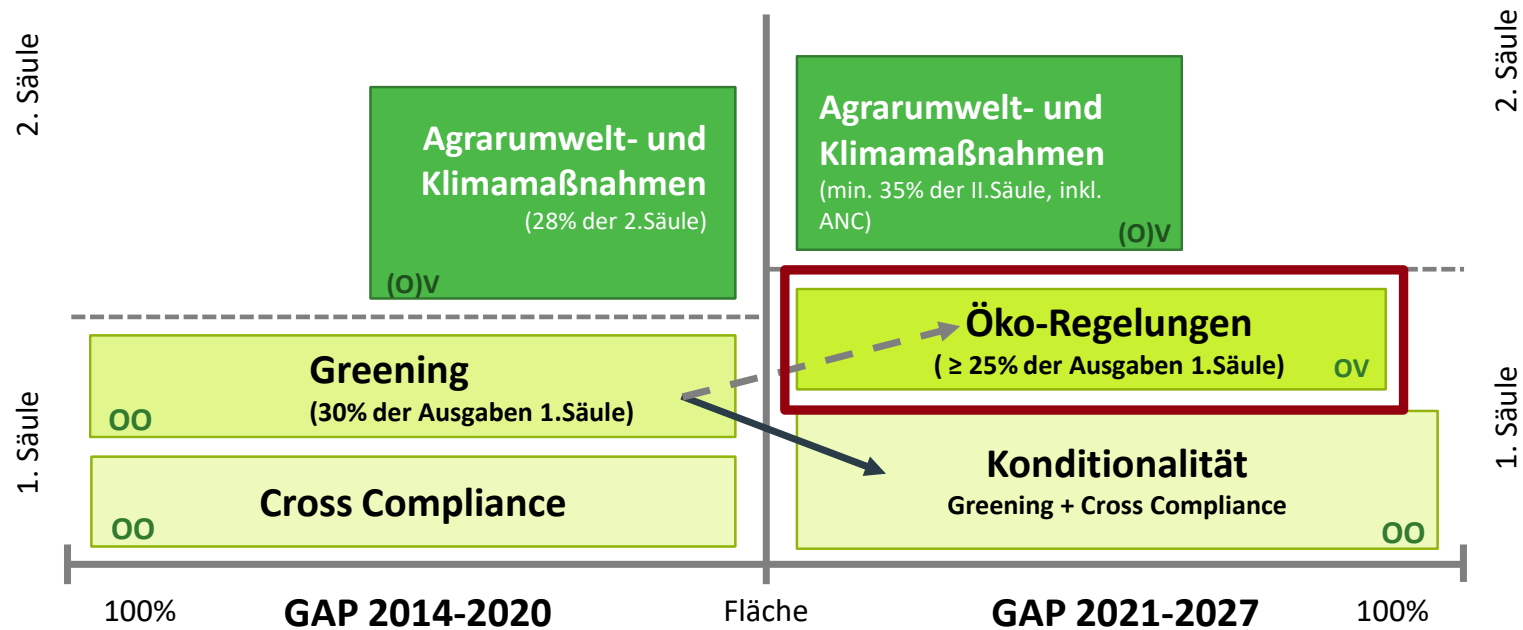 2. Säule
1. Säule
Agrarumwelt- und
Klimamaßnahmen
(28% der 2.Säule)
(O)V
Greening
(30% der Ausgaben 1.Säule)
OO
Cross Compliance
OO
Agrarumwelt- und
Klimamaßnahmen
(min. 35% der II.Säule, inkl.
ANC)
(O)V
Öko-Regelungen
( ≥ 25% der Ausgaben 1.Säule)
OV
Konditionalität
Greening + Cross Compliance
OO
2. Säule
1. Säule
100%
GAP 2014-2020
Fläche
GAP 2021-2027
100%